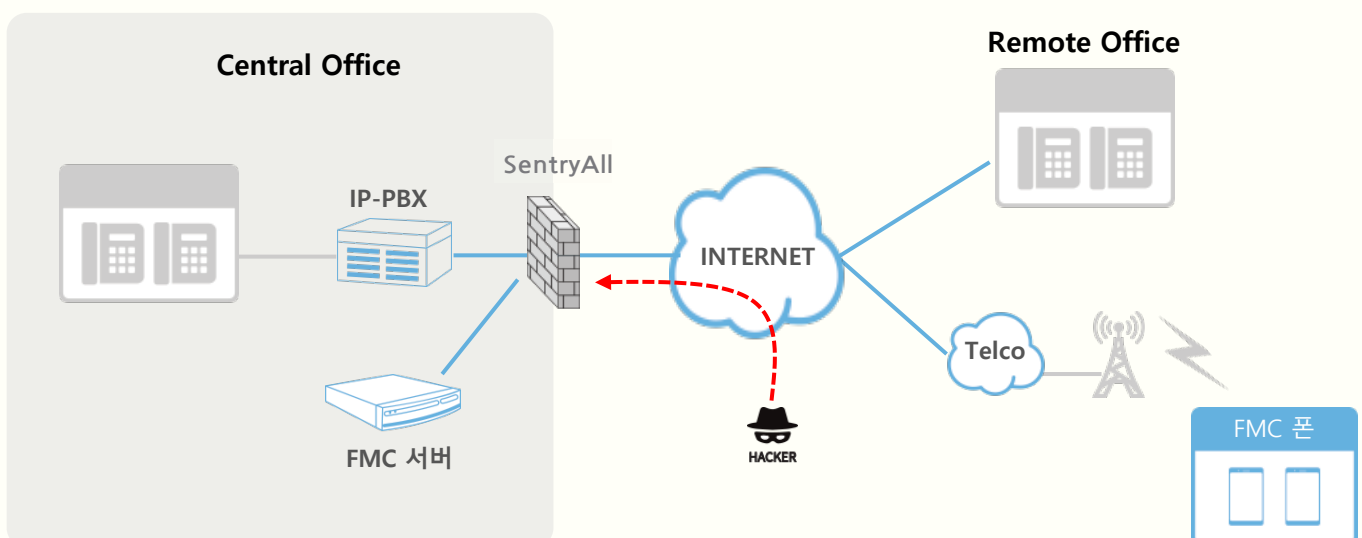 Central Office
Remote Office
SentryAll
IP-PBX
INTERNET
Telco
FMC 서버
HACKER
FMC 폰